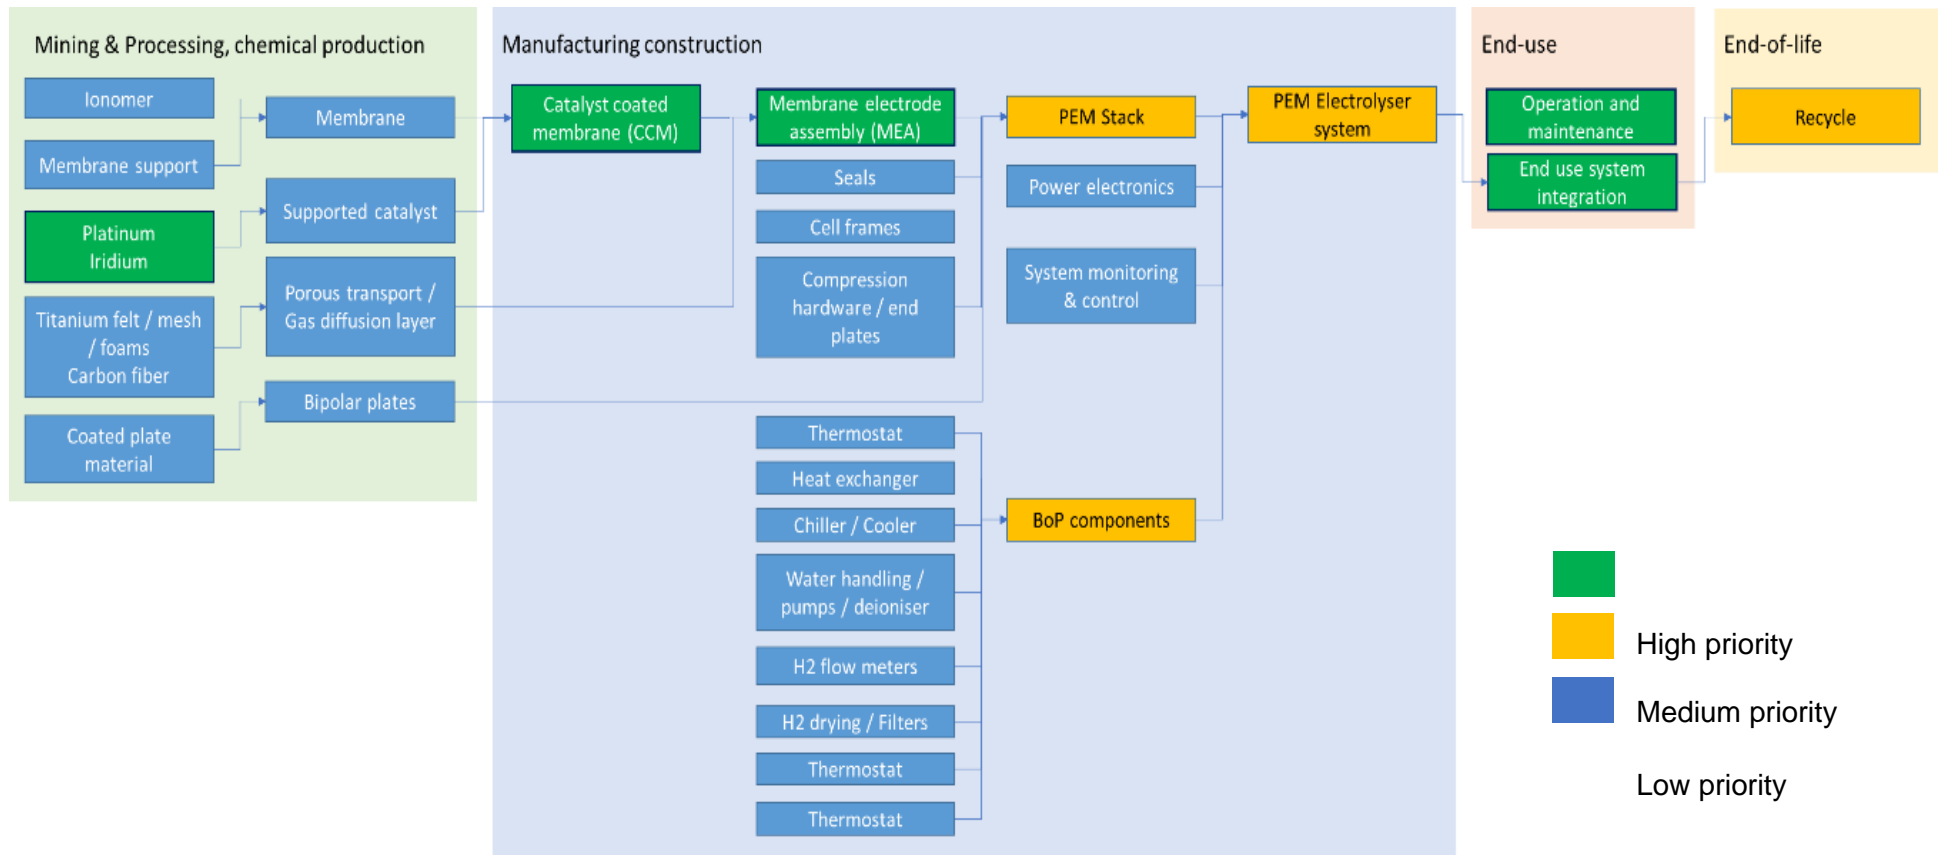 Mining & Processing, chemical production
Ionomer
Membrane support
Platinum
Iridium
Titanium felt / mesh
/ foams
Carbon fiber
Coated plate
material
Membrane
Supported catalyst
Porous transport /
Gas diffusion layer
Bipolar plates
Manufacturing construction
Catalyst coated
membrane (CCM)
Membrane electrode
assembly (MEA)
Seals
Cell frames
Compression
hardware / end
plates
Thermostat
Heat exchanger
Chiller / Cooler
Water handling /
pumps / deioniser
H2 flow meters
H2 drying / Filters
Thermostat
Thermostat
PEM Stack
Power electronics
System monitoring
& control
BoP components
PEM Electrolyser
system
End-use
Operation and
maintenance
End use system
integration
End-of-life
Recycle
High priority
Medium priority
Low priority